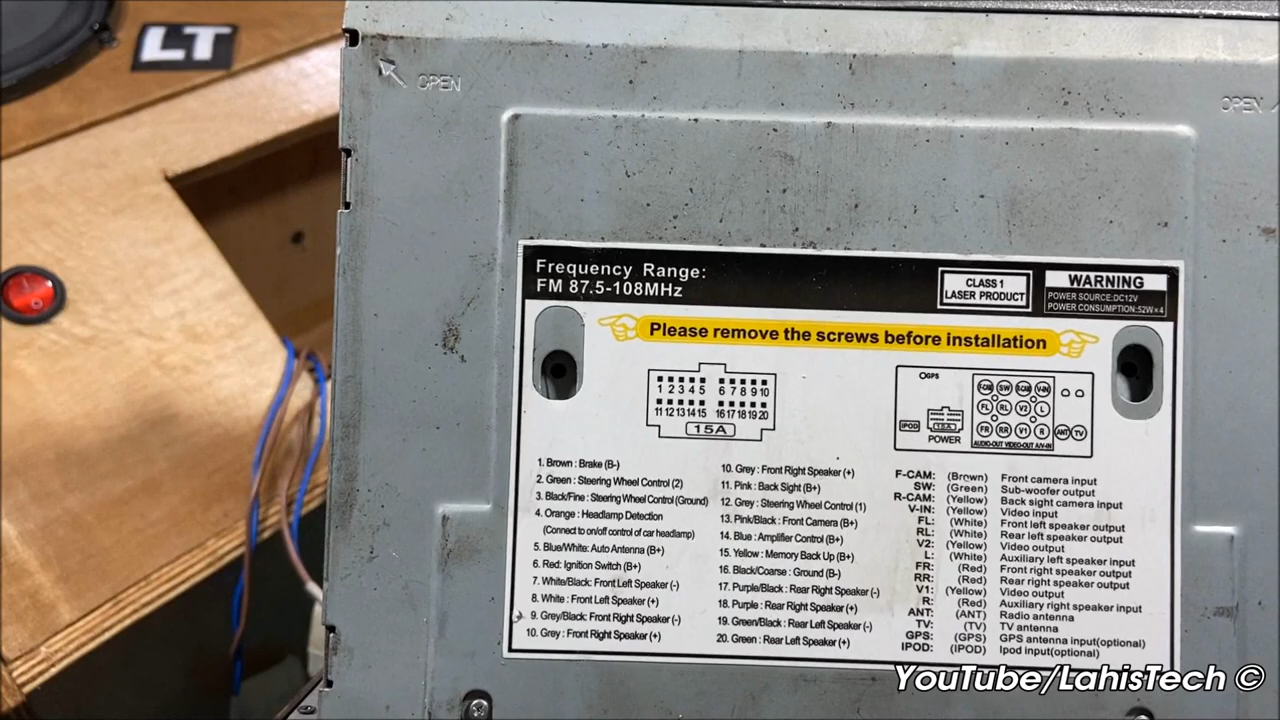 LT
OPEN
OPEN
Frequency Range:
FM 87.5-108MHz
CLASS 1
LASER PRODUCT
WARNING
POWER SOURCE:DC12V
POWER CONSUMPTION:52W×4
Please remove the screws before installation
1 2 3 4 5 6 7 8 9 10
11 12 13 14 15 16 17 18 19 20
15A
GPS
F-CAM SW R-CAM V-IN
FL RL V2 L
FR RR V1 R ANT TV
IPOD
15A
POWER
AUDIO-OUT VIDEO-OUT A/V-IN
1. Brown : Brake (B-)
2. Green : Steering Wheel Control (2)
3. Black/Fine : Steering Wheel Control (Ground)
4. Orange : Headlamp Detection
(Connect to on/off control of car headlamp)
5. Blue/White: Auto Antenna (B+)
6. Red: Ignition Switch (B+)
7. White/Black: Front Left Speaker (-)
8. White : Front Left Speaker (+)
9. Grey/Black: Front Right Speaker (-)
10. Grey : Front Right Speaker (+)
10. Grey : Front Right Speaker (+)
11. Pink : Back Sight (B+)
12. Grey : Steering Wheel Control (1)
13. Pink/Black : Front Camera (B+)
14. Blue : Amplifier Control (B+)
15. Yellow : Memory Back Up (B+)
16. Black/Coarse : Ground (B-)
17. Purple/Black : Rear Right Speaker (-)
18. Purple : Rear Right Speaker (+)
19. Green/Black : Rear Left Speaker (-)
20. Green : Rear Left Speaker (+)
F-CAM: (Brown) Front camera input
SW: (Green) Sub-woofer output
R-CAM: (Yellow) Back sight camera input
V-IN: (Yellow) Video input
FL: (White) Front left speaker output
RL: (White) Rear left speaker output
V2: (Yellow) Video output
L: (White) Auxiliary left speaker input
FR: (Red) Front right speaker output
RR: (Red) Rear right speaker output
V1: (Yellow) Video output
R: (Red) Auxiliary right speaker input
ANT: (ANT) Radio antenna
TV: (TV) TV antenna
GPS: (GPS) GPS antenna input(optional)
IPOD: (IPOD) Ipod input(optional)
YouTube/LahisTech ©